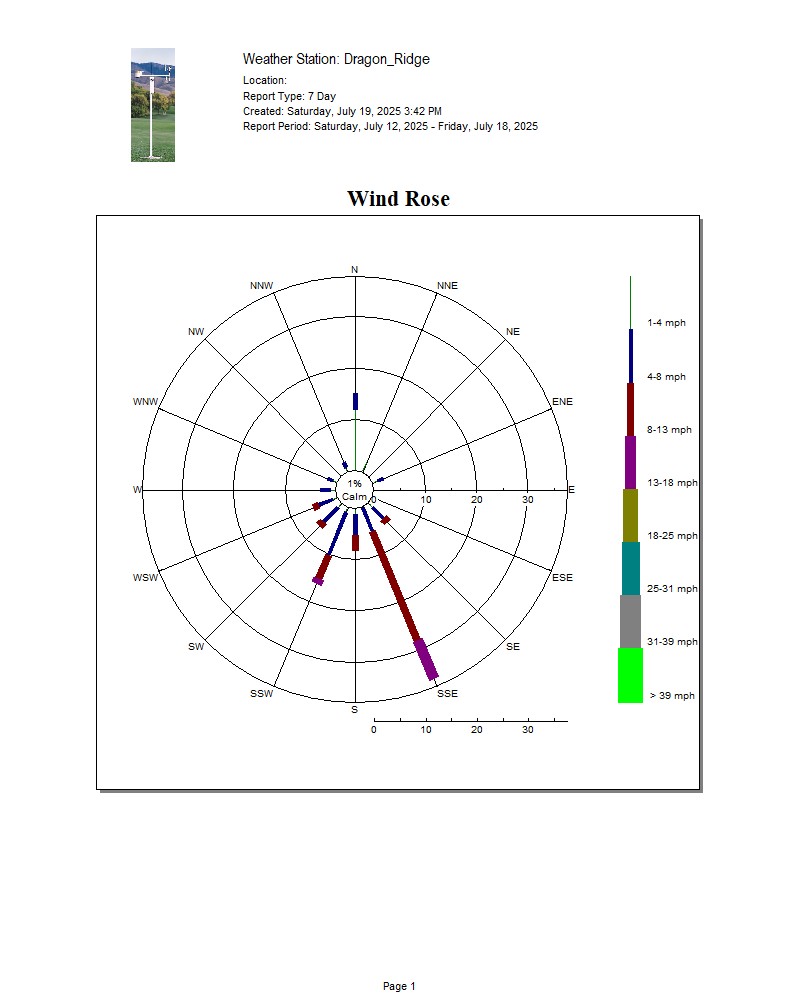 Weather Station: Dragon_Ridge
Location:
Report Type: 7 Day
Created: Saturday, July 19, 2025 3:42 PM
Report Period: Saturday, July 12, 2025 - Friday, July 18, 2025
Wind Rose
N
NNW
NNE
NW
NE
WNW
ENE
W
1%
Calm
0
10
20
30
E
WSW
ESE
SW
SE
SSW
SSE
S
0
10
20
30
1-4 mph
4-8 mph
8-13 mph
13-18 mph
18-25 mph
25-31 mph
31-39 mph
> 39 mph
Page 1